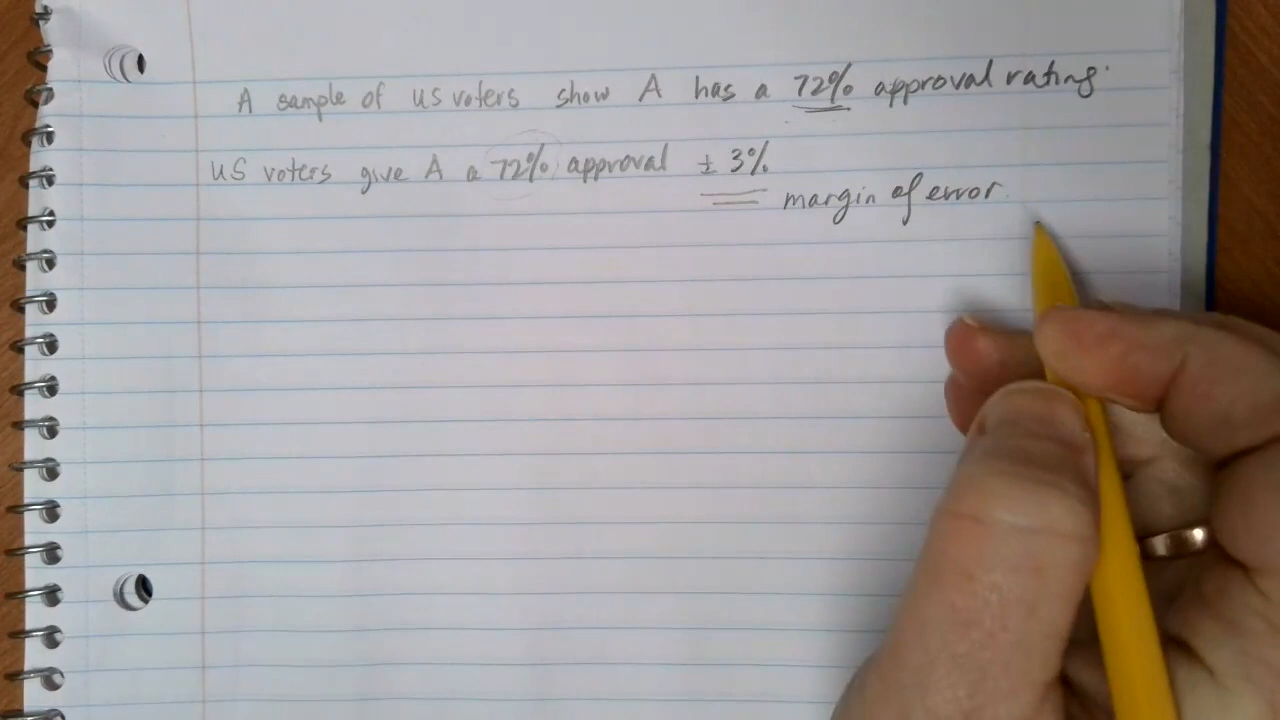 A sample of US voters show A has a 72% approval rating.
US voters give A a 72% approval ± 3%
margin of error.